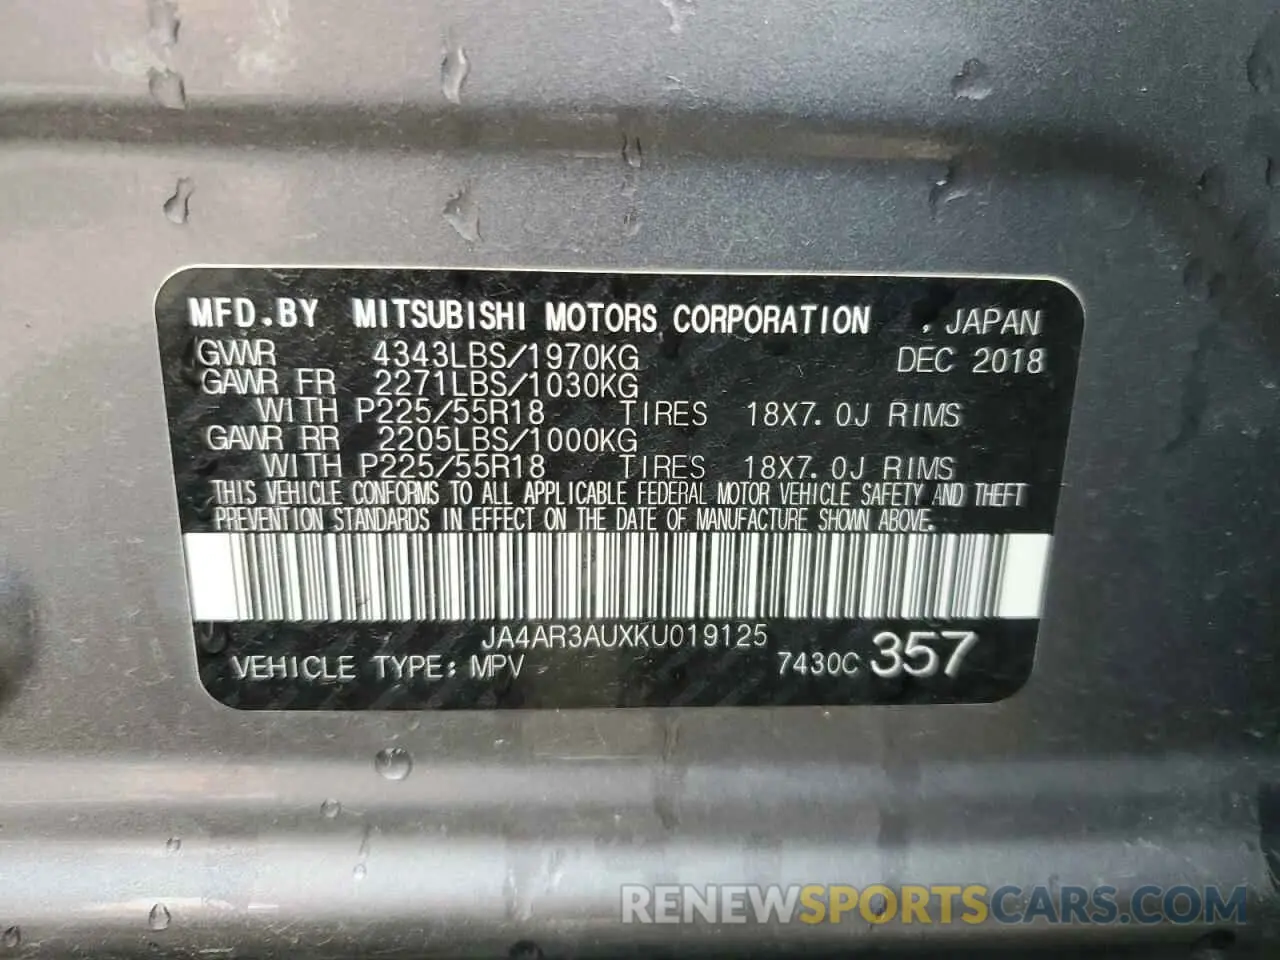 MFD.BY MITSUBISHI MOTORS CORPORATION , JAPAN
GVWR 4343LBS/1970KG DEC 2018
GAWR FR 2271LBS/1030KG
WITH P225/55R18 TIRES 18X7.0J RIMS
GAWR RR 2205LBS/1000KG
WITH P225/55R18 TIRES 18X7.0J RIMS
THIS VEHICLE CONFORMS TO ALL APPLICABLE FEDERAL MOTOR VEHICLE SAFETY AND THEFT
PREVENTION STANDARDS IN EFFECT ON THE DATE OF MANUFACTURE SHOWN ABOVE.
JA4AR3AUXKU019125
VEHICLE TYPE: MPV 7430C 357
RENEWSPORTSCARS.COM